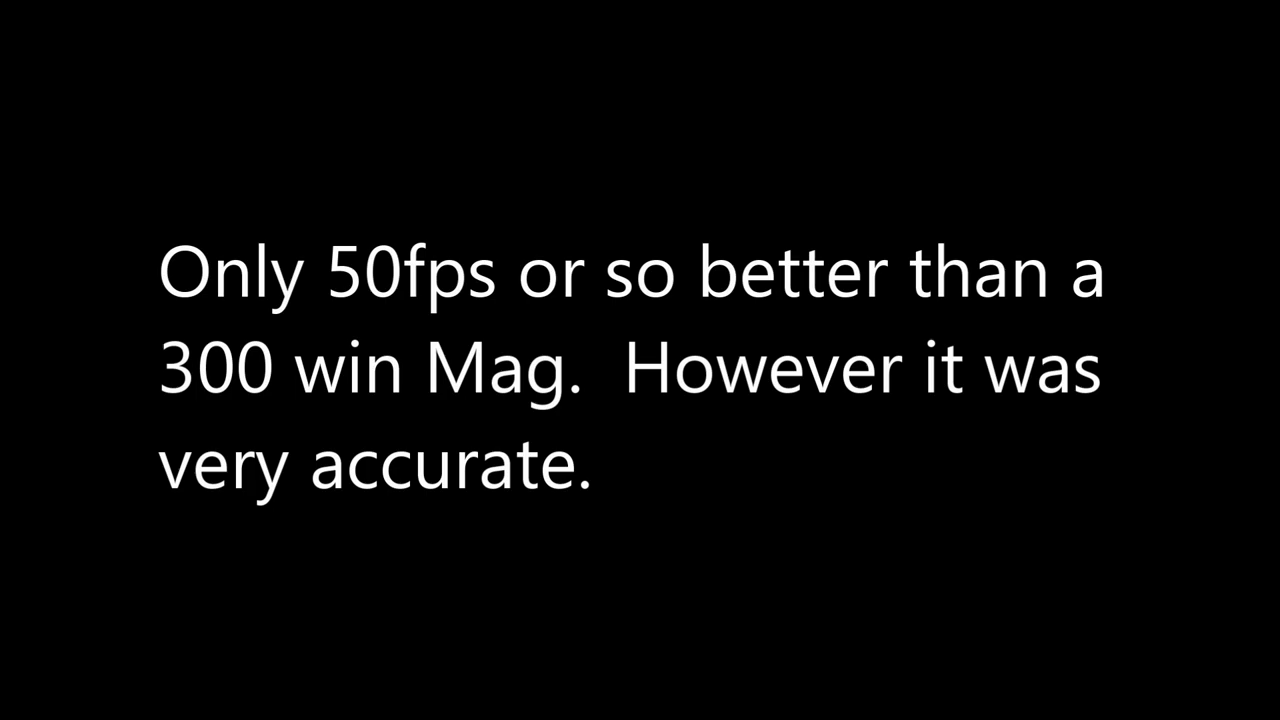 Only 50fps or so better than a
300 win Mag.  However it was
very accurate.